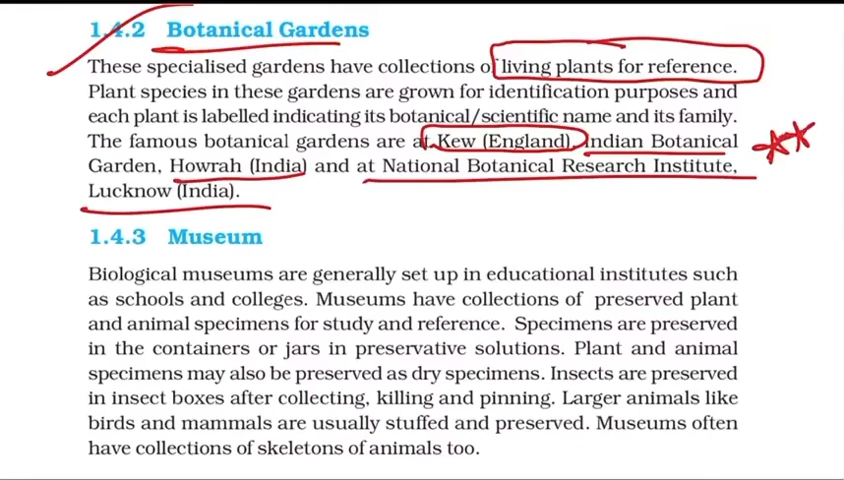 1.4.2 Botanical Gardens
These specialised gardens have collections of living plants for reference.
Plant species in these gardens are grown for identification purposes and
each plant is labelled indicating its botanical/scientific name and its family.
The famous botanical gardens are at Kew (England), Indian Botanical
Garden, Howrah (India) and at National Botanical Research Institute,
Lucknow (India).
1.4.3 Museum
Biological museums are generally set up in educational institutes such
as schools and colleges. Museums have collections of preserved plant
and animal specimens for study and reference. Specimens are preserved
in the containers or jars in preservative solutions. Plant and animal
specimens may also be preserved as dry specimens. Insects are preserved
in insect boxes after collecting, killing and pinning. Larger animals like
birds and mammals are usually stuffed and preserved. Museums often
have collections of skeletons of animals too.